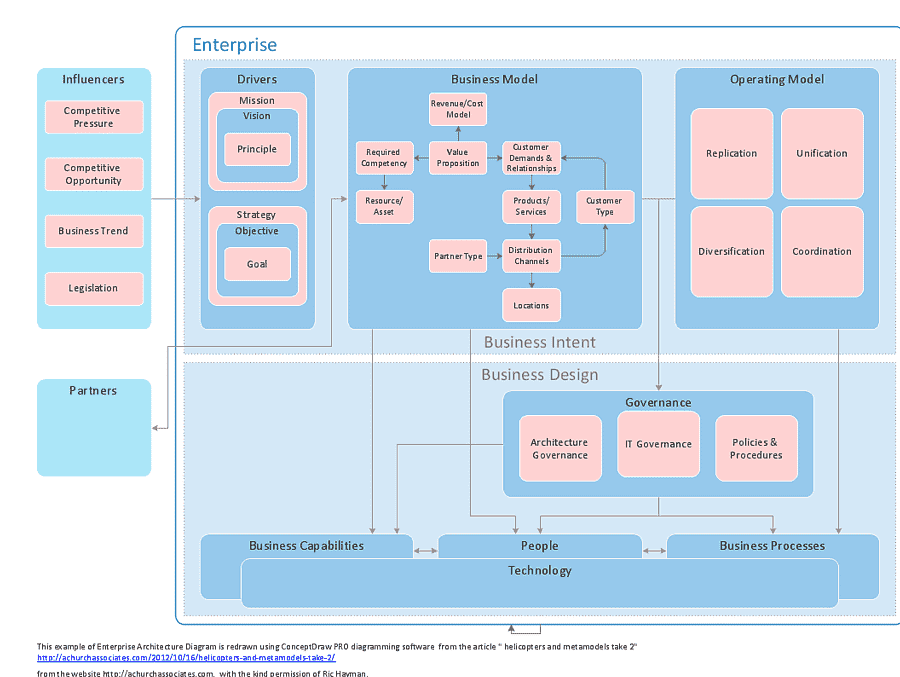 Enterprise
Influencers
Competitive
Pressure
Competitive
Opportunity
Business Trend
Legislation
Partners
Drivers
Mission
Vision
Principle
Strategy
Objective
Goal
Business Model
Revenue/Cost
Model
Required
Competency
Value
Proposition
Customer
Demands &
Relationships
Resource/
Asset
Products/
Services
Customer
Type
Partner Type
Distribution
Channels
Locations
Operating Model
Replication
Unification
Diversification
Coordination
Business Intent
Business Design
Governance
Architecture
Governance
IT Governance
Policies &
Procedures
Business Capabilities
People
Business Processes
Technology
This example of Enterprise Architecture Diagram is redrawn using ConceptDraw PRO diagramming software from the article " helicopters and metamodels take 2"
http://achurchassociates.com/2012/10/16/helicopters-and-metamodels-take-2/
from the website http://achurchassociates.com, with the kind permission of Ric Hayman.